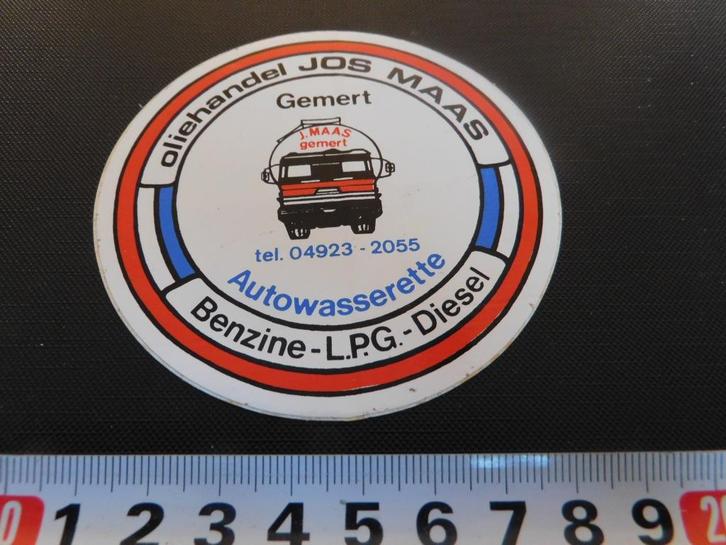 oliehandel JOS MAAS
Gemert
J. MAAS
gemert
tel. 04923 - 2055
Autowasserette
Benzine - L.P.G. - Diesel
0 1 2 3 4 5 6 7 8 9 20